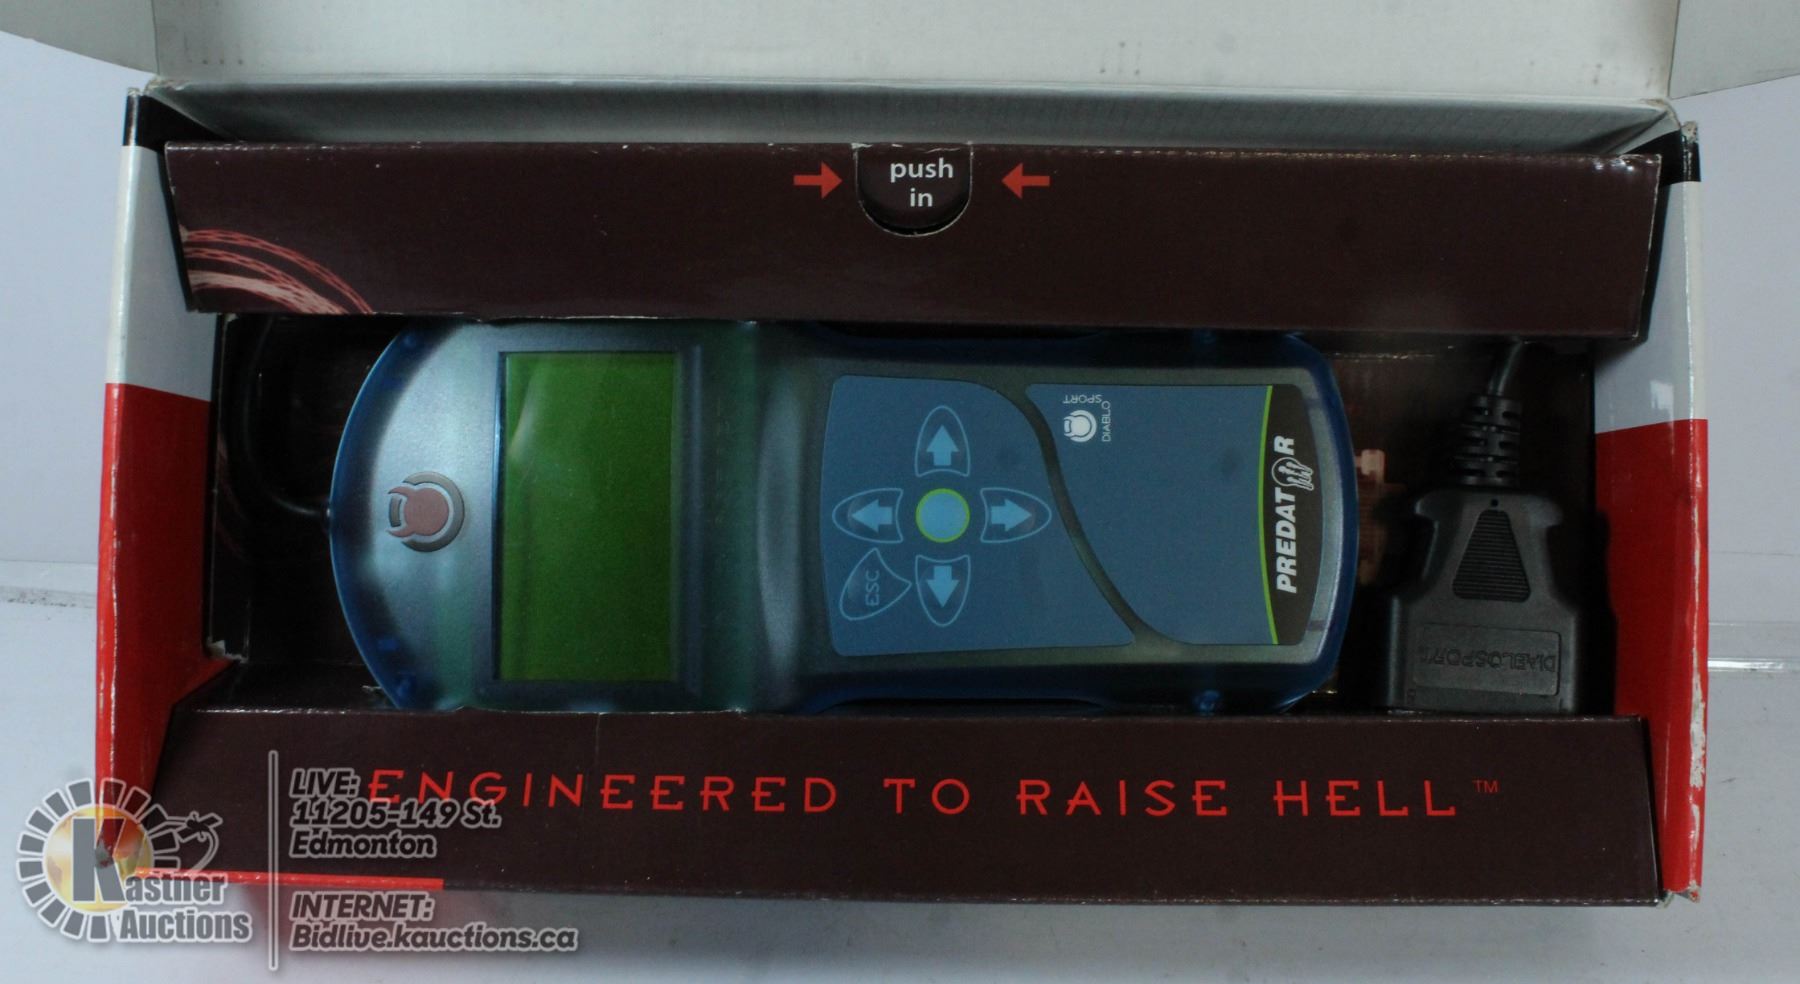 push
in
DIABLO
SPORT
ESC
PREDATOR
DIABLOSPORT
ENGINEERED TO RAISE HELL™
LIVE:
11205-149 St.
Edmonton
Kastner
Auctions
INTERNET:
Bidlive.kauctions.ca